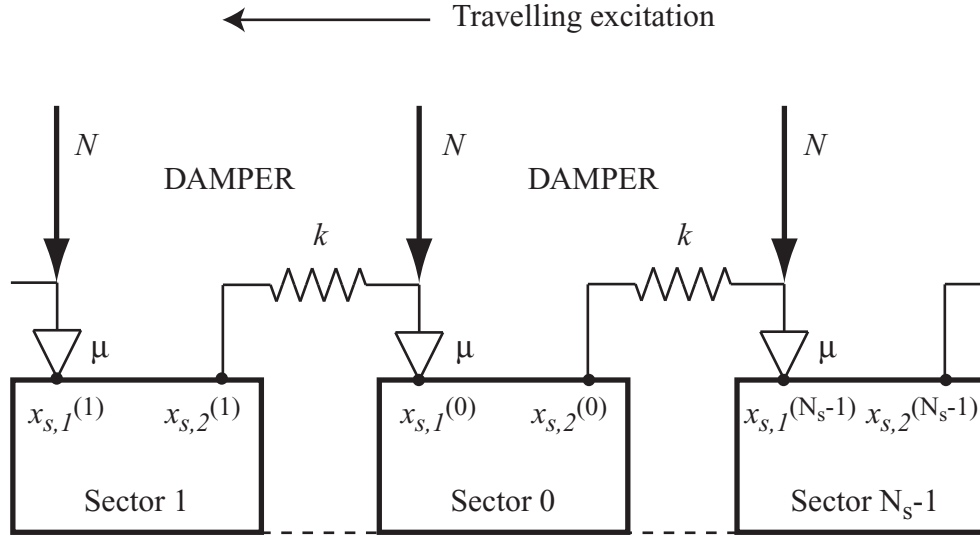 Travelling excitation
N N N
DAMPER DAMPER
k k
μ μ μ
x_{s,1}^{(1)} x_{s,2}^{(1)} x_{s,1}^{(0)} x_{s,2}^{(0)} x_{s,1}^{(N_s-1)} x_{s,2}^{(N_s-1)}
Sector 1 Sector 0 Sector N_s-1